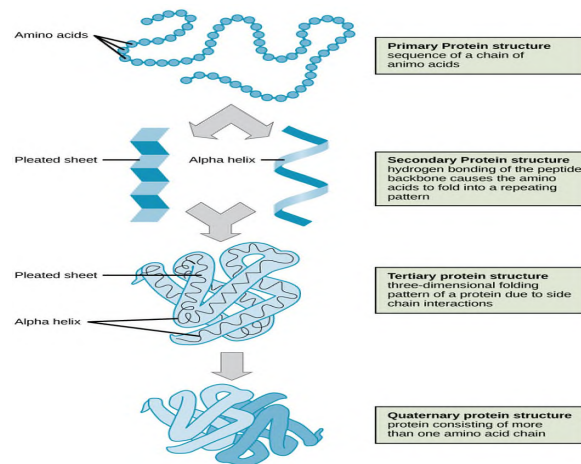 Amino acids
Primary Protein structure
sequence of a chain of
animo acids
Pleated sheet
Alpha helix
Secondary Protein structure
hydrogen bonding of the peptide
backbone causes the amino
acids to fold into a repeating
pattern
Pleated sheet
Alpha helix
Tertiary protein structure
three-dimensional folding
pattern of a protein due to side
chain interactions
Quaternary protein structure
protein consisting of more
than one amino acid chain